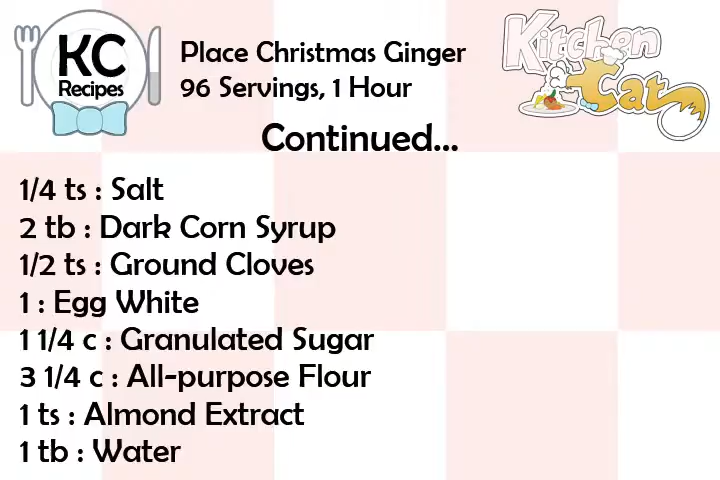 KC
Recipes
Place Christmas Ginger
96 Servings, 1 Hour
Kitchen
Cat
Continued...
1/4 ts : Salt
2 tb : Dark Corn Syrup
1/2 ts : Ground Cloves
1 : Egg White
1 1/4 c : Granulated Sugar
3 1/4 c : All-purpose Flour
1 ts : Almond Extract
1 tb : Water